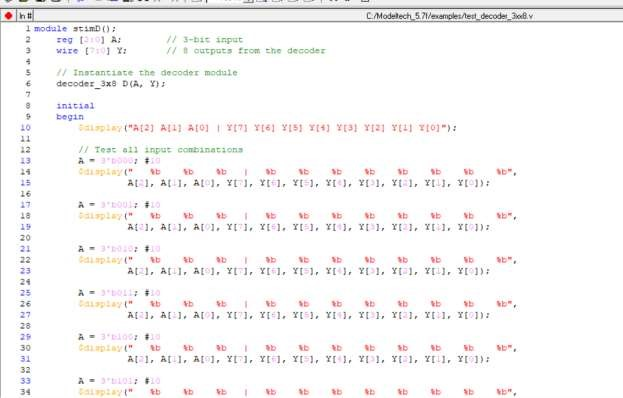 ln # C:/Modeltech_5.7f/examples/test_decoder_3xx8.v
1 module stimD();
2 reg [2:0] A; // 3-bit input
3 wire [7:0] Y; // 8 outputs from the decoder
4
5 // Instantiate the decoder module
6 decoder_3x8 D(A, Y);
7
8 initial
9 begin
10 $display("A[2] A[1] A[0] | Y[7] Y[6] Y[5] Y[4] Y[3] Y[2] Y[1] Y[0]");
11
12 // Test all input combinations
13 A = 3'b000; #10
14 $display(" %b %b %b | %b %b %b %b %b %b %b %b",
15 A[2], A[1], A[0], Y[7], Y[6], Y[5], Y[4], Y[3], Y[2], Y[1], Y[0]);
16
17 A = 3'b001; #10
18 $display(" %b %b %b | %b %b %b %b %b %b %b %b",
19 A[2], A[1], A[0], Y[7], Y[6], Y[5], Y[4], Y[3], Y[2], Y[1], Y[0]);
20
21 A = 3'b010; #10
22 $display(" %b %b %b | %b %b %b %b %b %b %b %b",
23 A[2], A[1], A[0], Y[7], Y[6], Y[5], Y[4], Y[3], Y[2], Y[1], Y[0]);
24
25 A = 3'b011; #10
26 $display(" %b %b %b | %b %b %b %b %b %b %b %b",
27 A[2], A[1], A[0], Y[7], Y[6], Y[5], Y[4], Y[3], Y[2], Y[1], Y[0]);
28
29 A = 3'b100; #10
30 $display(" %b %b %b | %b %b %b %b %b %b %b %b",
31 A[2], A[1], A[0], Y[7], Y[6], Y[5], Y[4], Y[3], Y[2], Y[1], Y[0]);
32
33 A = 3'b101; #10
34 $display(" %b %b %b | %b %b %b %b %b %b %b %b",